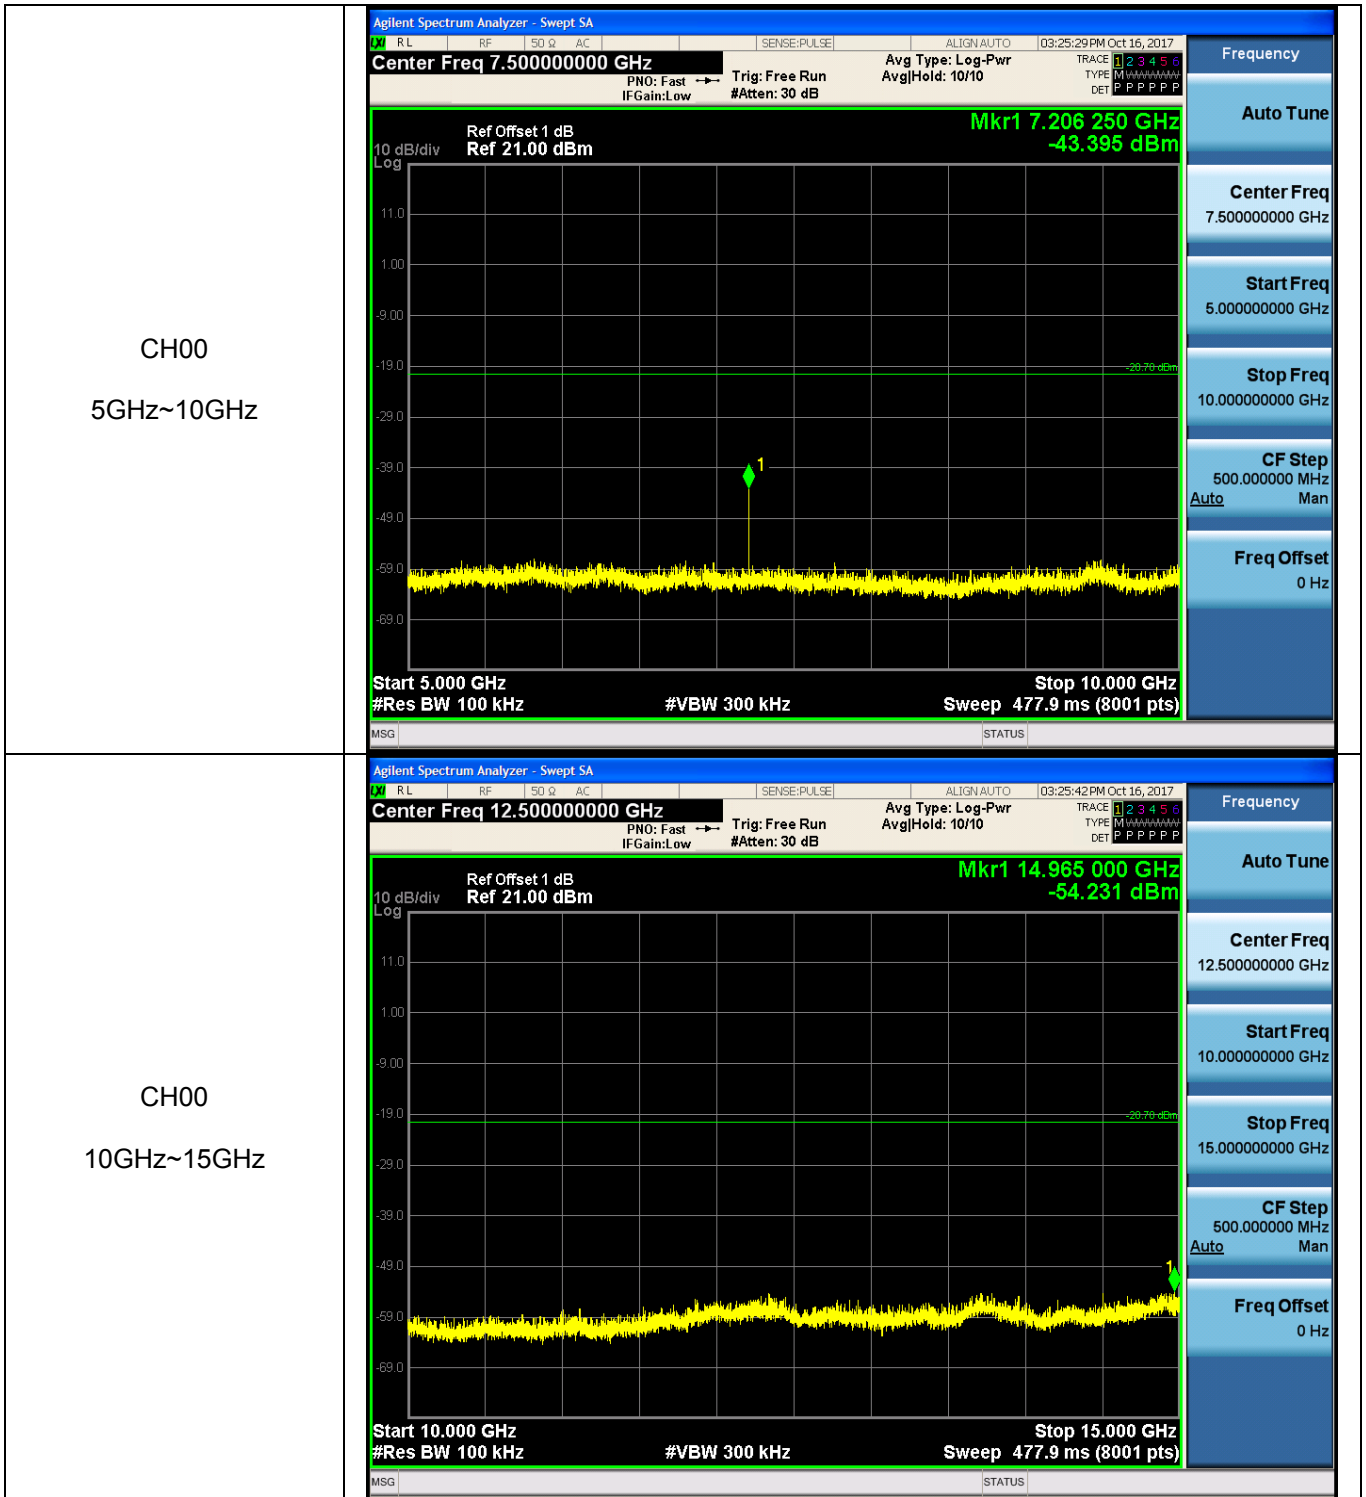 CH00
5GHz~10GHz
Agilent Spectrum Analyzer - Swept SA
LXI RL RF 50 Ω AC SENSE:PULSE ALIGN AUTO 03:25:29 PM Oct 16, 2017
Center Freq 7.500000000 GHz
PNO: Fast
IFGain:Low
Trig: Free Run
#Atten: 30 dB
Avg Type: Log-Pwr
Avg|Hold: 10/10
TRACE 1 2 3 4 5 6
TYPE M W W W W W
DET P P P P P P
Mkr1 7.206 250 GHz
-43.395 dBm
Ref Offset 1 dB
10 dB/div Ref 21.00 dBm
Log
11.0
1.00
-9.00
-19.0
-20.70 dBm
-29.0
-39.0
1
-49.0
-59.0
-69.0
Start 5.000 GHz Stop 10.000 GHz
#Res BW 100 kHz #VBW 300 kHz Sweep 477.9 ms (8001 pts)
MSG STATUS
Frequency
Auto Tune
Center Freq
7.500000000 GHz
Start Freq
5.000000000 GHz
Stop Freq
10.000000000 GHz
CF Step
500.000000 MHz
Auto Man
Freq Offset
0 Hz
CH00
10GHz~15GHz
Agilent Spectrum Analyzer - Swept SA
LXI RL RF 50 Ω AC SENSE:PULSE ALIGN AUTO 03:25:42 PM Oct 16, 2017
Center Freq 12.500000000 GHz
PNO: Fast
IFGain:Low
Trig: Free Run
#Atten: 30 dB
Avg Type: Log-Pwr
Avg|Hold: 10/10
TRACE 1 2 3 4 5 6
TYPE M W W W W W
DET P P P P P P
Mkr1 14.965 000 GHz
-54.231 dBm
Ref Offset 1 dB
10 dB/div Ref 21.00 dBm
Log
11.0
1.00
-9.00
-19.0
-20.70 dBm
-29.0
-39.0
-49.0
1
-59.0
-69.0
Start 10.000 GHz Stop 15.000 GHz
#Res BW 100 kHz #VBW 300 kHz Sweep 477.9 ms (8001 pts)
MSG STATUS
Frequency
Auto Tune
Center Freq
12.500000000 GHz
Start Freq
10.000000000 GHz
Stop Freq
15.000000000 GHz
CF Step
500.000000 MHz
Auto Man
Freq Offset
0 Hz